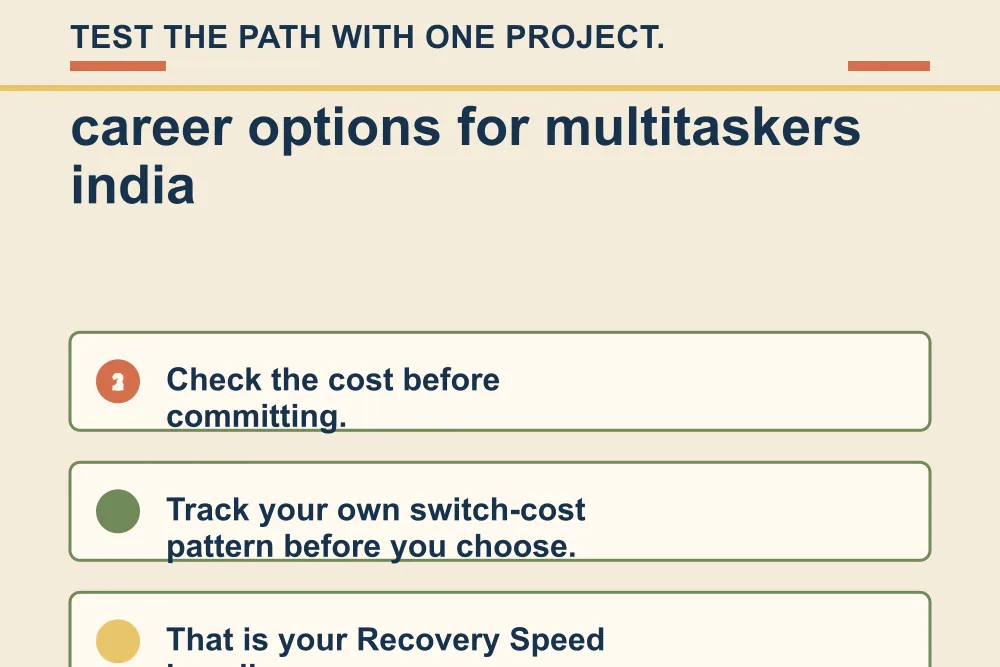 TEST THE PATH WITH ONE PROJECT.
career options for multitaskers
india
Check the cost before
committing.
Track your own switch-cost
pattern before you choose.
That is your Recovery Speed